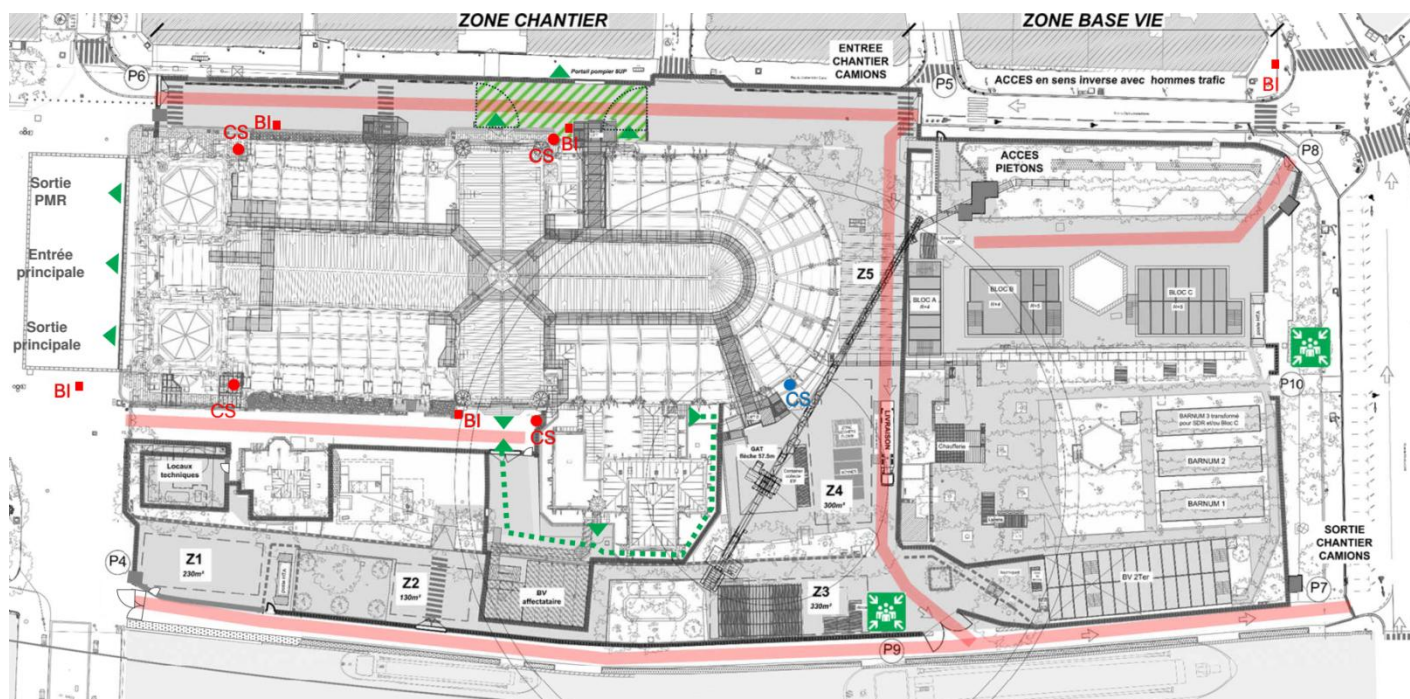 ZONE CHANTIER
ZONE BASE VIE
ENTREE
CHANTIER
CAMIONS
P6
Portail pompier
P5
ACCES en sens inverse avec hommes trafic
BI
BI
CS
BI
CS
P8
ACCES
PIETONS
Sortie
PMR
Entrée
principale
Sortie
principale
Z5
BLOC A
BLOC B
BLOC C
BI
CS
BI
CS
CS
P10
LIVRAISON
BARNUM 3 transformé
pour SDR et/ou Bloc C
BARNUM 2
BARNUM 1
Chaufferie
Locaux
techniques
GAT
flèche 57.5m
Z4
300m²
SORTIE
CHANTIER
CAMIONS
P4
Z1
230m²
Z2
130m²
BV
affectataire
Z3
330m²
BV 2Ter
P7
P9